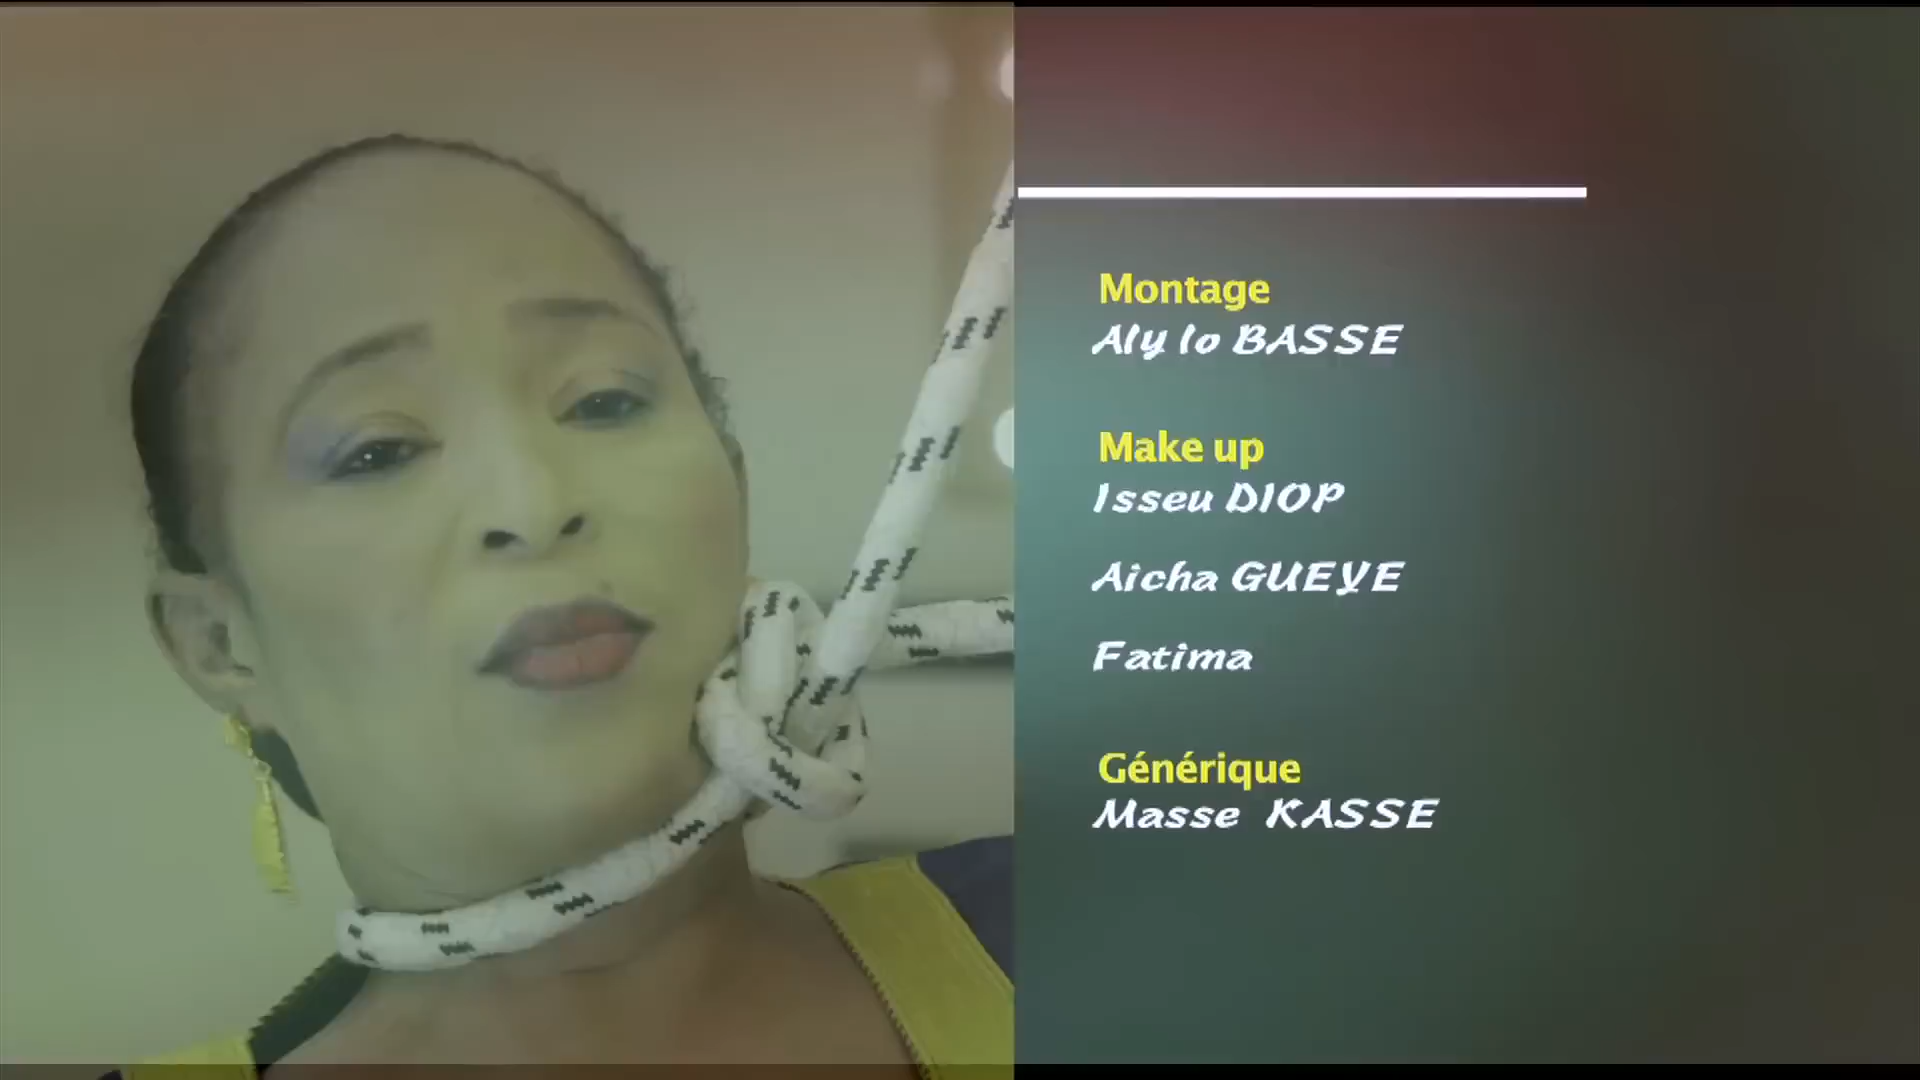 Montage
Aly lo BASSE
Make up
Isseu DIOP
Aicha GUEYE
Fatima
Générique
Masse KASSE